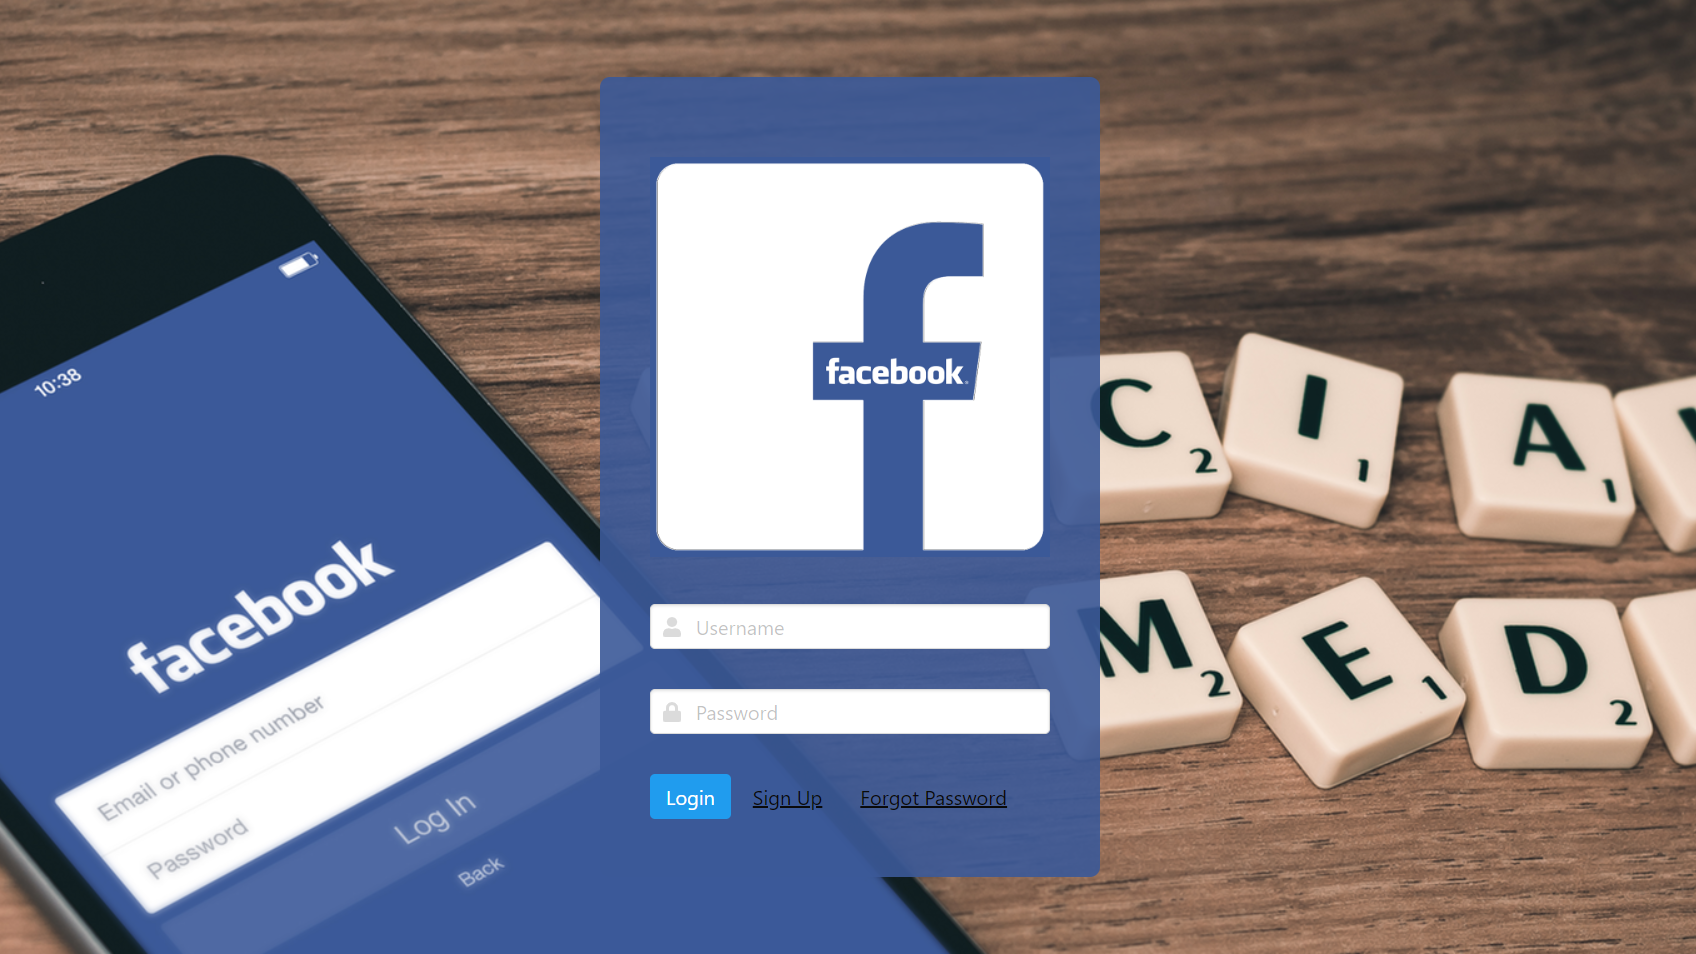 10:38
facebook
Email or phone number
Password
Log In
Back
facebook
Username
Password
Login Sign Up Forgot Password
C 2 I 1 A 1
M 2 E 1 D 2